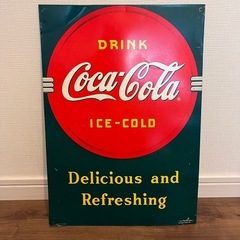 DRINK
Coca-Cola
ICE-COLD
Delicious and
Refreshing